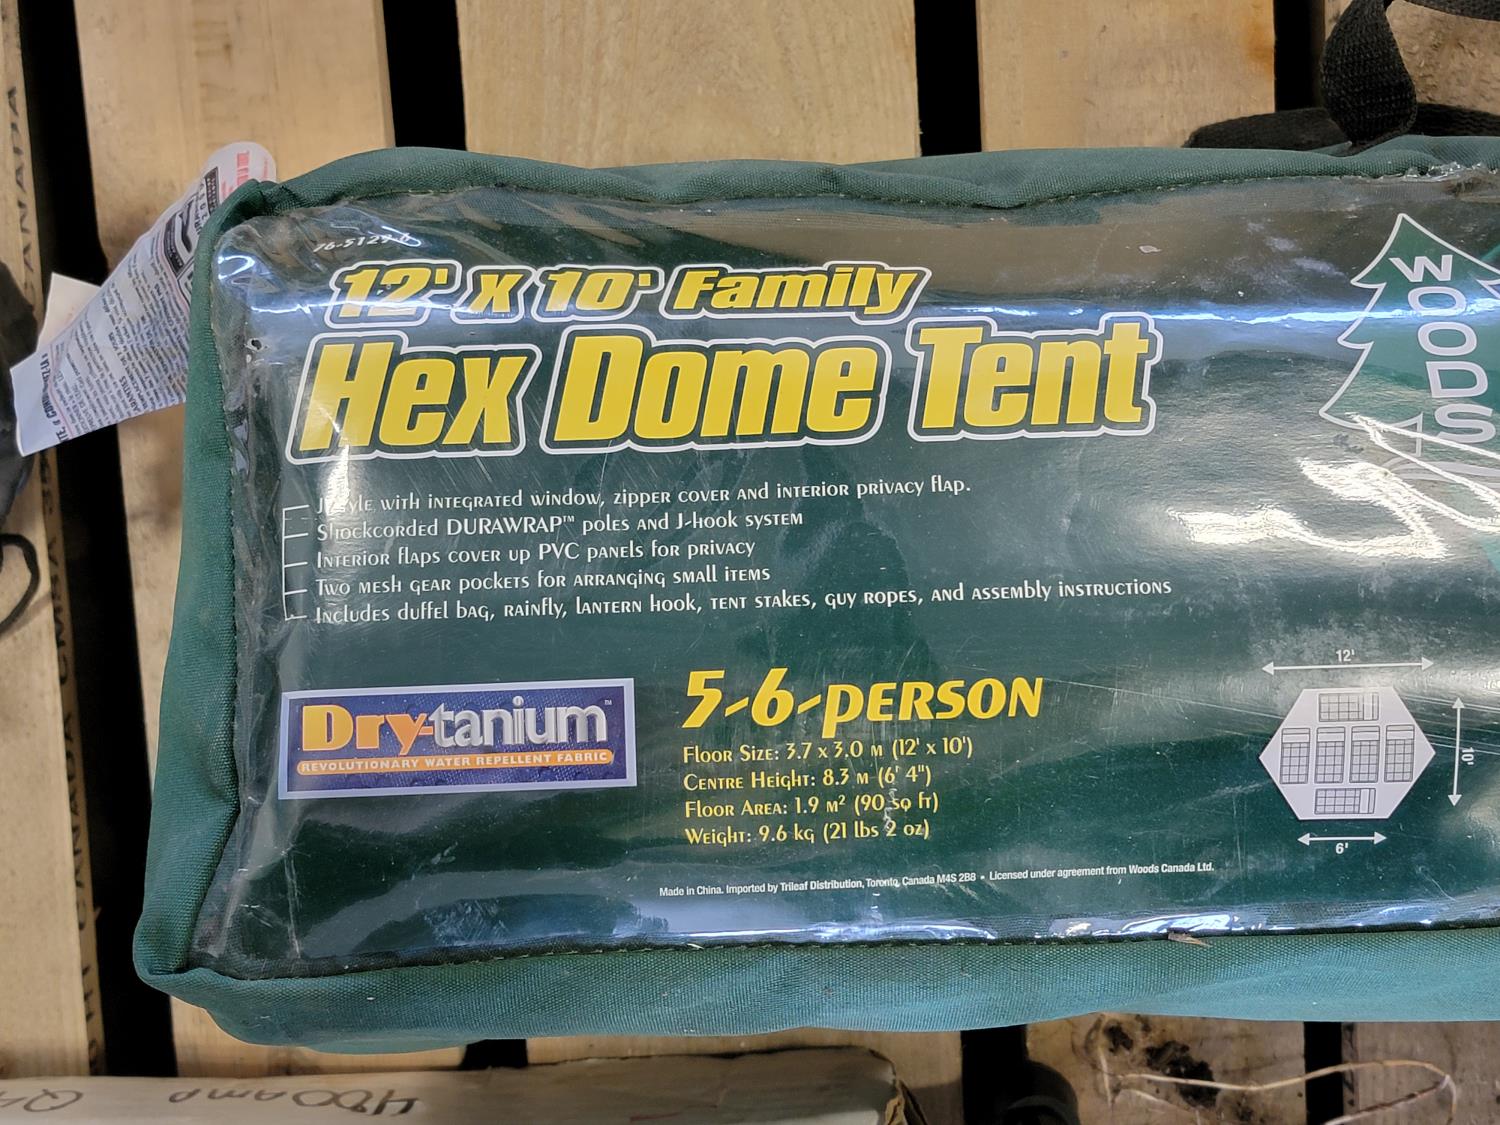 12' x 10' Family
Hex Dome Tent
with integrated window, zipper cover and interior privacy flap.
Shockcorded DURAWRAP™ poles and J-hook system
Interior flaps cover up PVC panels for privacy
Two mesh gear pockets for arranging small items
Includes duffel bag, rainfly, lantern hook, tent stakes, guy ropes, and assembly instructions
Dry-tanium™
REVOLUTIONARY WATER REPELLENT FABRIC
5-6-person
Floor Size: 3.7 x 3.0 m (12' x 10')
Centre Height: 8.3 m (6' 4")
Floor Area: 1.9 m² (90 sq ft)
Weight: 9.6 kg (21 lbs 2 oz)
Made in China. Imported by Trileaf Distribution, Toronto, Canada M4S 2B8 • Licensed under agreement from Woods Canada Ltd.
WOODS
12'
10'
6'
400amp